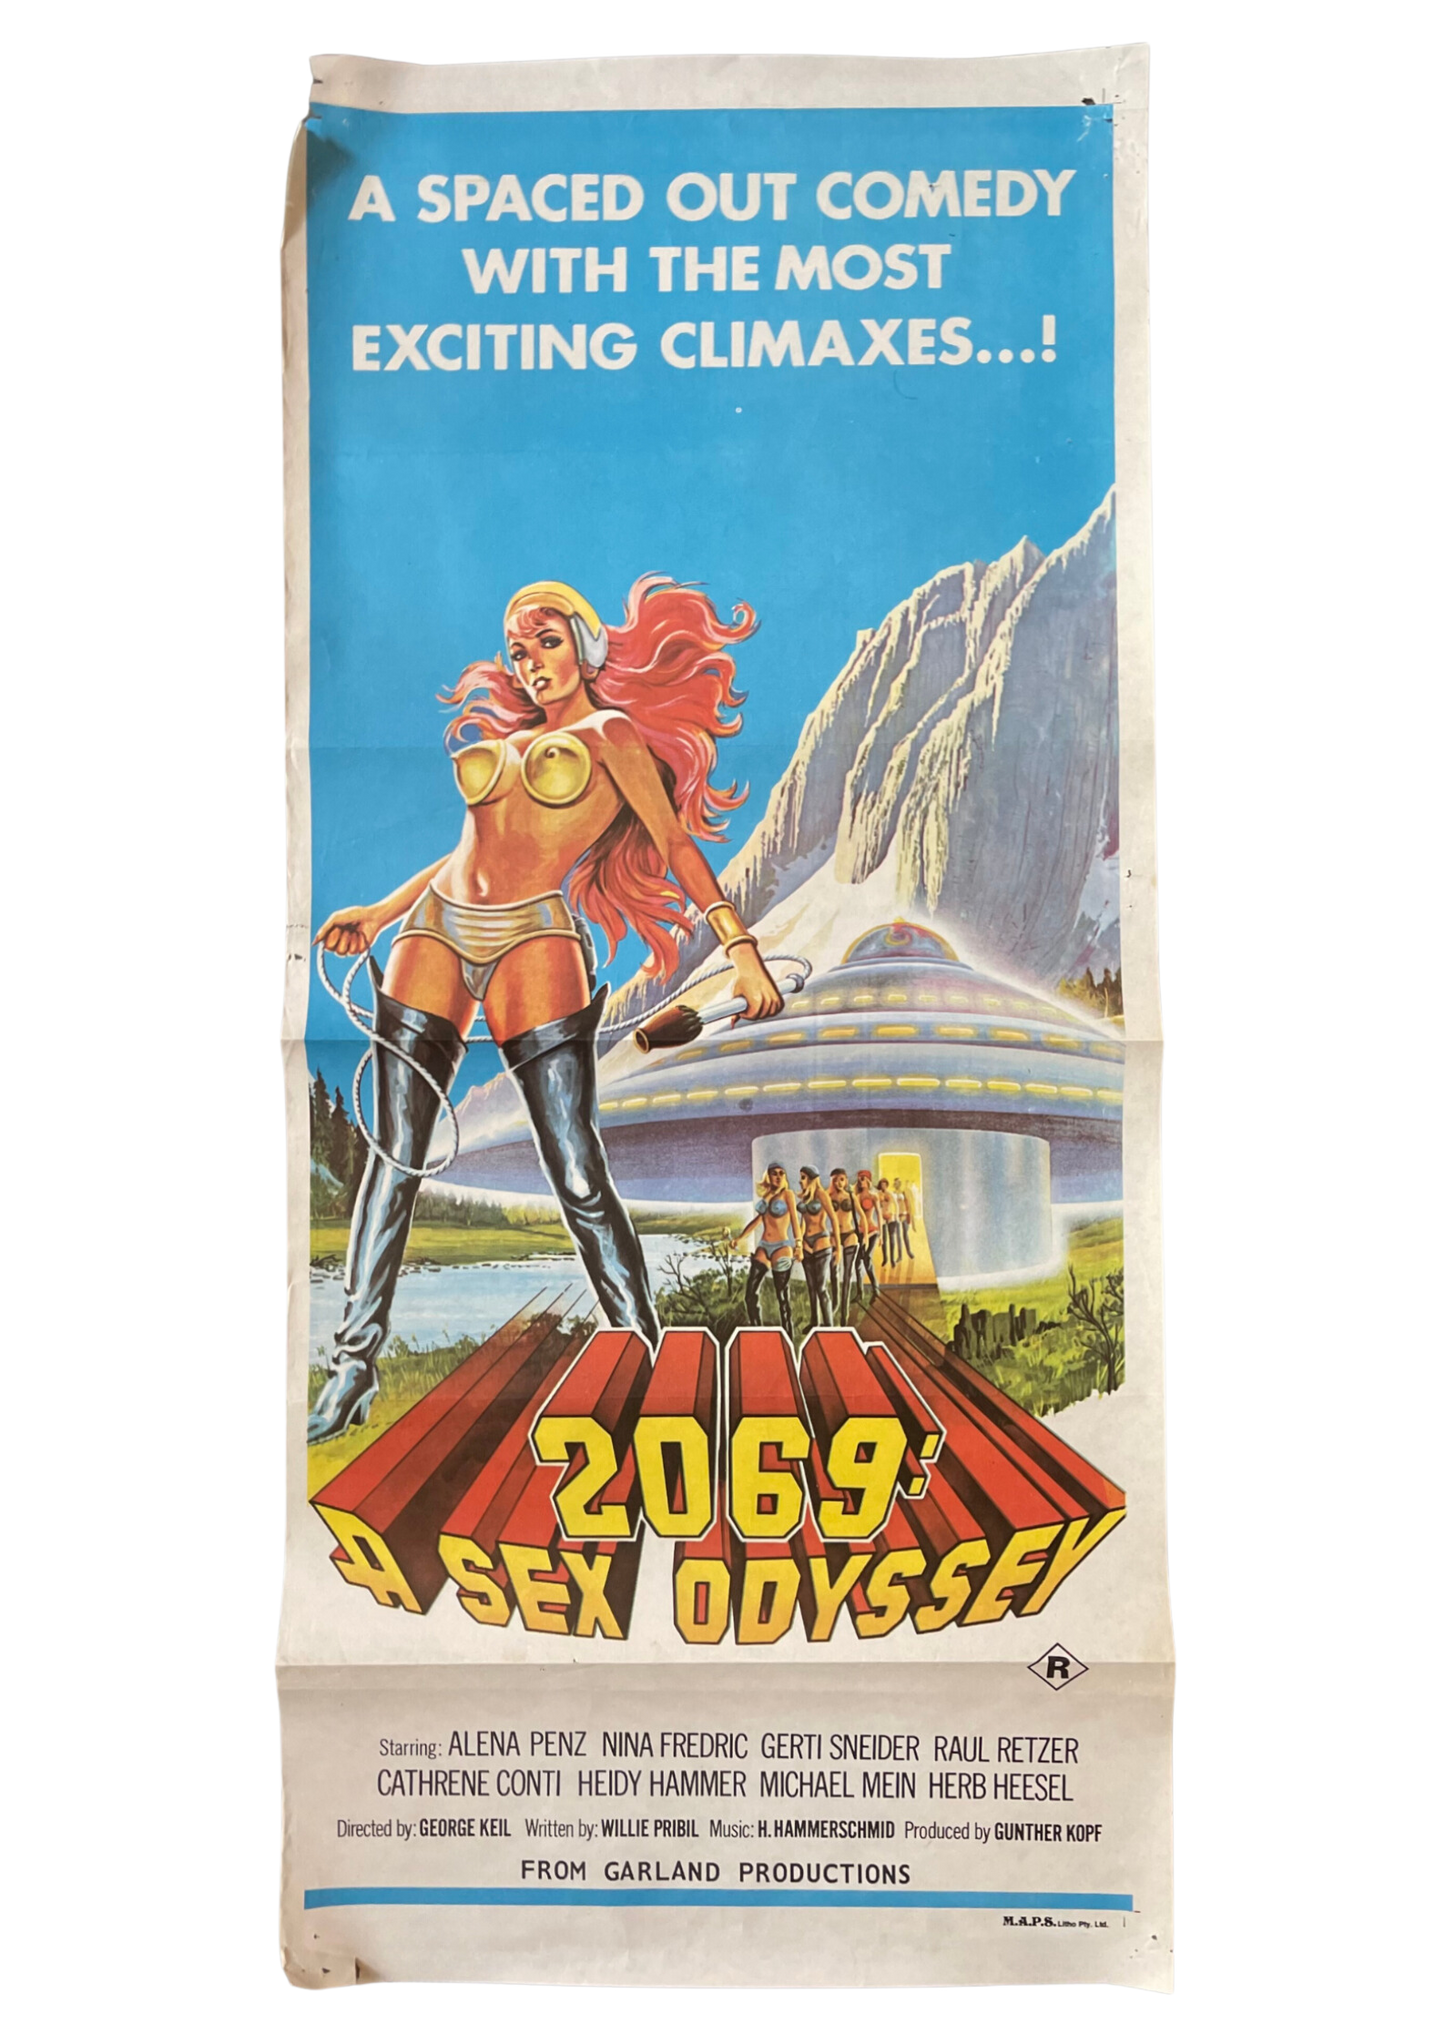 A SPACED OUT COMEDY
WITH THE MOST
EXCITING CLIMAXES...!
2069:
A SEX ODYSSEY
R
Starring: ALENA PENZ NINA FREDRIC GERTI SNEIDER RAUL RETZER
CATHRENE CONTI HEIDY HAMMER MICHAEL MEIN HERB HEESEL
Directed by: GEORGE KEIL Written by: WILLIE PRIBIL Music: H. HAMMERSCHMID Produced by GUNTHER KOPF
FROM GARLAND PRODUCTIONS
M.A.P.S. Litho Pty. Ltd.